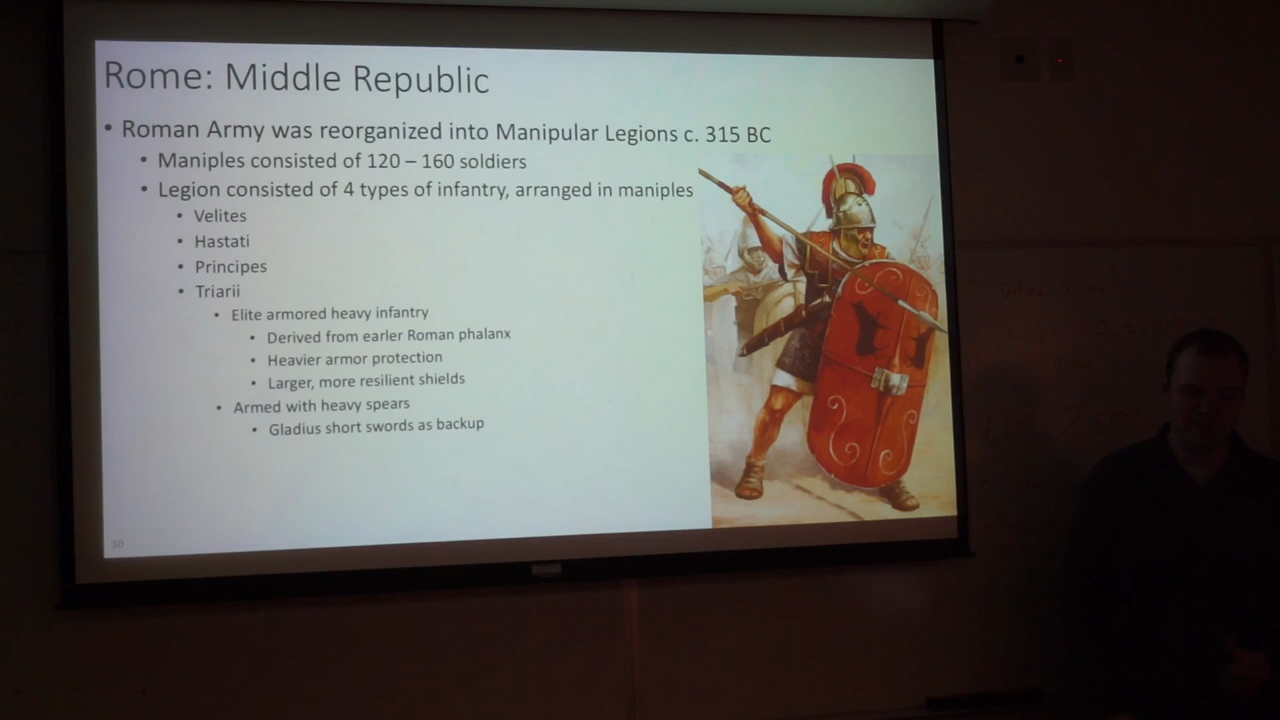 Rome: Middle Republic
• Roman Army was reorganized into Manipular Legions c. 315 BC
• Maniples consisted of 120 – 160 soldiers
• Legion consisted of 4 types of infantry, arranged in maniples
• Velites
• Hastati
• Principes
• Triarii
• Elite armored heavy infantry
• Derived from earler Roman phalanx
• Heavier armor protection
• Larger, more resilient shields
• Armed with heavy spears
• Gladius short swords as backup
30